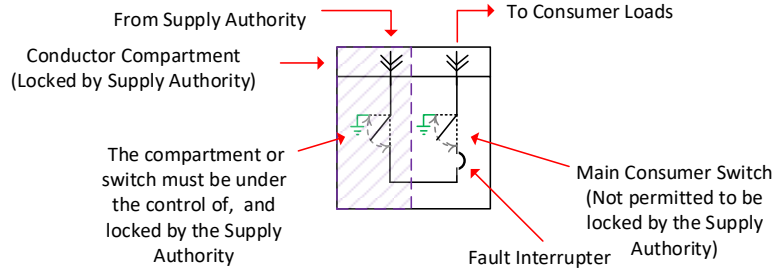 From Supply Authority
To Consumer Loads
Conductor Compartment
(Locked by Supply Authority)
The compartment or
switch must be under
the control of, and
locked by the Supply
Authority
Main Consumer Switch
(Not permitted to be
locked by the Supply
Authority)
Fault Interrupter